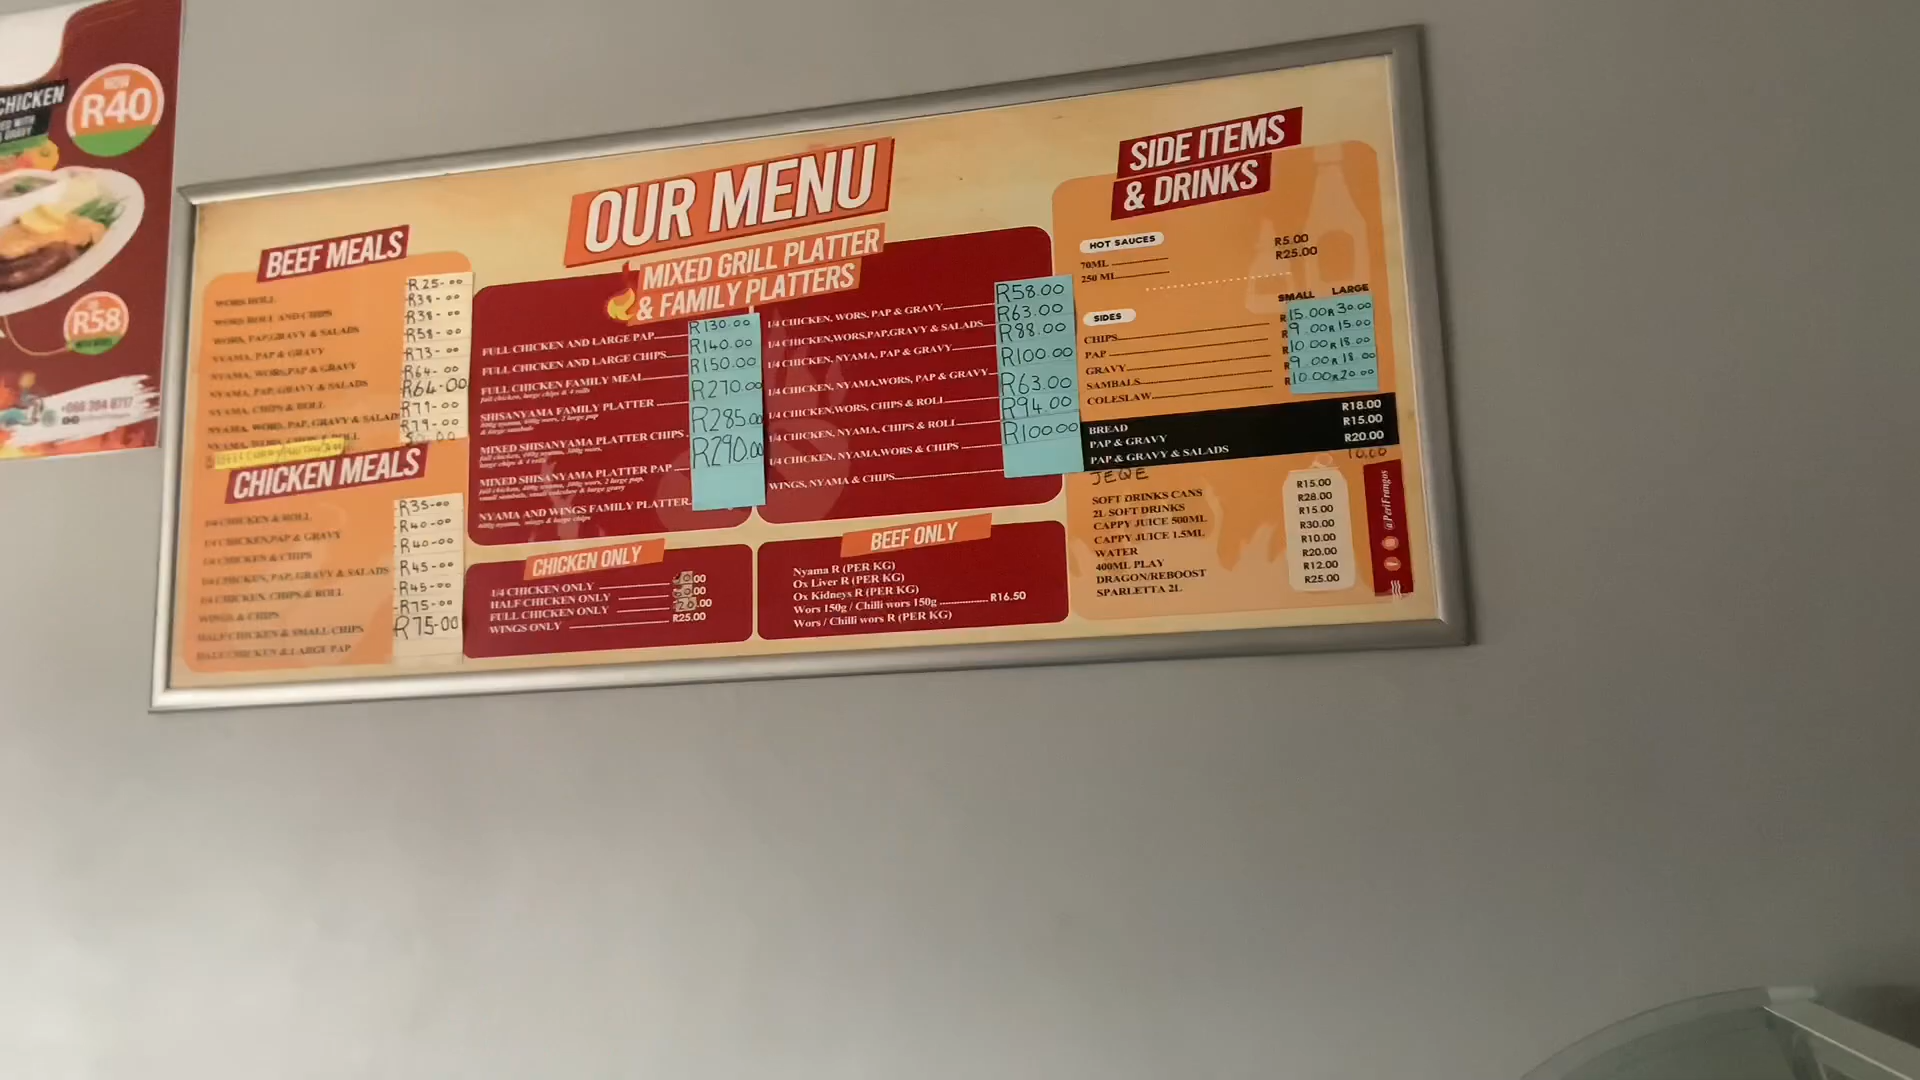 CHICKEN
NOW
R40
R58
OUR MENU
BEEF MEALS
WORS ROLL R25-00
WORS ROLL AND CHIPS
WORS, PAP,GRAVY & SALADS R38-00
NYAMA, PAP & GRAVY R58-00
NYAMA, WORS,PAP & GRAVY R73-00
NYAMA, PAP, GRAVY & SALADS R64-00
NYAMA, CHIPS & ROLL R64-00
NYAMA, WORS, PAP, GRAVY & SALAD
NYAMA, WORS, CHIPS & ROLL R79-00
CHICKEN MEALS
1/4 CHICKEN & ROLL R35-00
1/4 CHICKEN,PAP & GRAVY R40-00
1/4 CHICKEN & CHIPS R40-00
1/4 CHICKEN, PAP, GRAVY & SALADS R45-00
1/4 CHICKEN, CHIPS & ROLL R45-00
WINGS & CHIPS R75-00
HALF CHICKEN & SMALL CHIPS R75-00
HALF CHICKEN & LARGE PAP
MIXED GRILL PLATTER
& FAMILY PLATTERS
FULL CHICKEN AND LARGE PAP R130.00
FULL CHICKEN AND LARGE CHIPS R140.00
FULL CHICKEN FAMILY MEAL R150.00
full chicken, large chips & 4 rolls
SHISANYAMA FAMILY PLATTER R270.00
& large sambals
MIXED SHISANYAMA PLATTER CHIPS R285.00
large chips & 4 rolls
MIXED SHISANYAMA PLATTER PAP R290.00
NYAMA AND WINGS FAMILY PLATTER
1/4 CHICKEN, WORS, PAP & GRAVY R58.00
1/4 CHICKEN,WORS,PAP,GRAVY & SALADS R63.00
1/4 CHICKEN, NYAMA, PAP & GRAVY R88.00
1/4 CHICKEN, NYAMA,WORS, PAP & GRAVY R100.00
1/4 CHICKEN,WORS, CHIPS & ROLL R63.00
1/4 CHICKEN, NYAMA, CHIPS & ROLL R94.00
1/4 CHICKEN, NYAMA,WORS & CHIPS R100.00
WINGS, NYAMA & CHIPS
CHICKEN ONLY
1/4 CHICKEN ONLY
HALF CHICKEN ONLY
FULL CHICKEN ONLY
WINGS ONLY R25.00
BEEF ONLY
Nyama R (PER KG)
Ox Liver R (PER KG)
Ox Kidneys R (PER KG)
Wors 150g / Chilli wors 150g R16.50
Wors / Chilli wors R (PER KG)
SIDE ITEMS
& DRINKS
HOT SAUCES
70ML R5.00
250 ML R25.00
SMALL LARGE
SIDES
CHIPS R15.00 R30.00
PAP R9.00 R15.00
GRAVY R10.00 R18.00
SAMBALS R9.00 R18.00
COLESLAW R10.00 R20.00
BREAD R18.00
PAP & GRAVY R15.00
PAP & GRAVY & SALADS R20.00
JEQE 10.00
SOFT DRINKS CANS R15.00
2L SOFT DRINKS R28.00
CAPPY JUICE 500ML R15.00
CAPPY JUICE 1.5ML R30.00
WATER R10.00
400ML PLAY R20.00
DRAGON/REBOOST R12.00
SPARLETTA 2L R25.00
@PeriFrangos